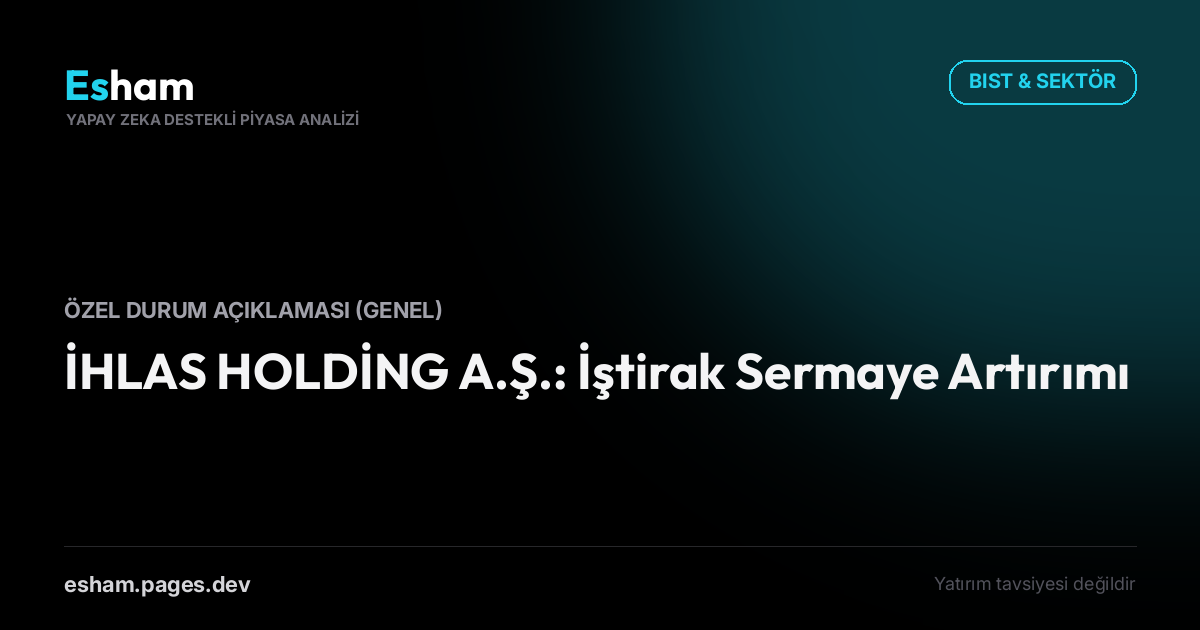 Esham
BIST & SEKTÖR
YAPAY ZEKA DESTEKLİ PİYASA ANALİZİ
ÖZEL DURUM AÇIKLAMASI (GENEL)
İHLAS HOLDİNG A.Ş.: İştirak Sermaye Artırımı
esham.pages.dev
Yatırım tavsiyesi değildir